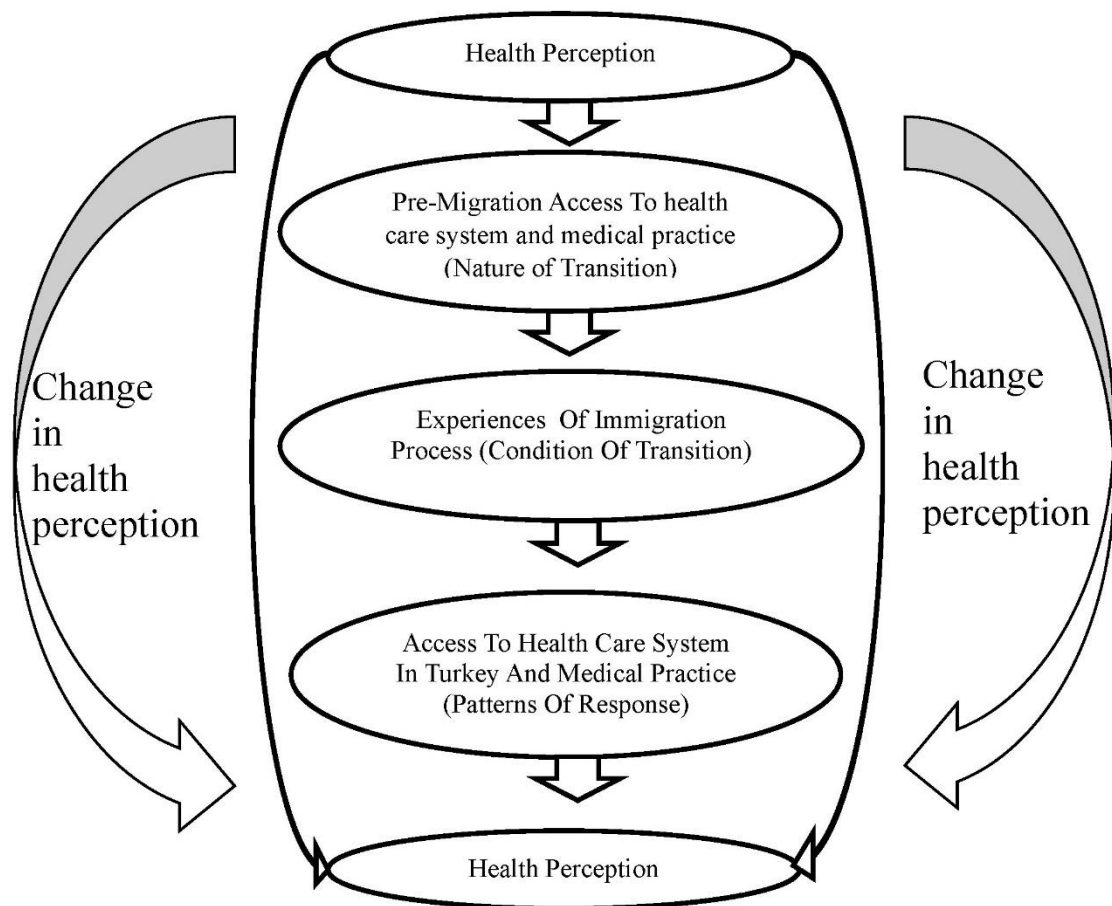 Health Perception
Pre-Migration Access To health
care system and medical practice
(Nature of Transition)
Experiences Of Immigration
Process (Condition Of Transition)
Change
in
health
perception
Change
in
health
perception
Access To Health Care System
In Turkey And Medical Practice
(Patterns Of Response)
Health Perception